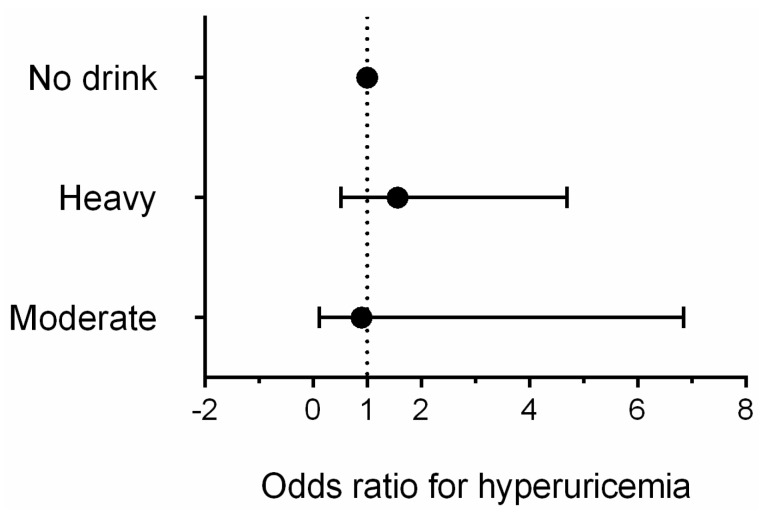 No drink
Heavy
Moderate
-2 0 1 2 4 6 8
Odds ratio for hyperuricemia